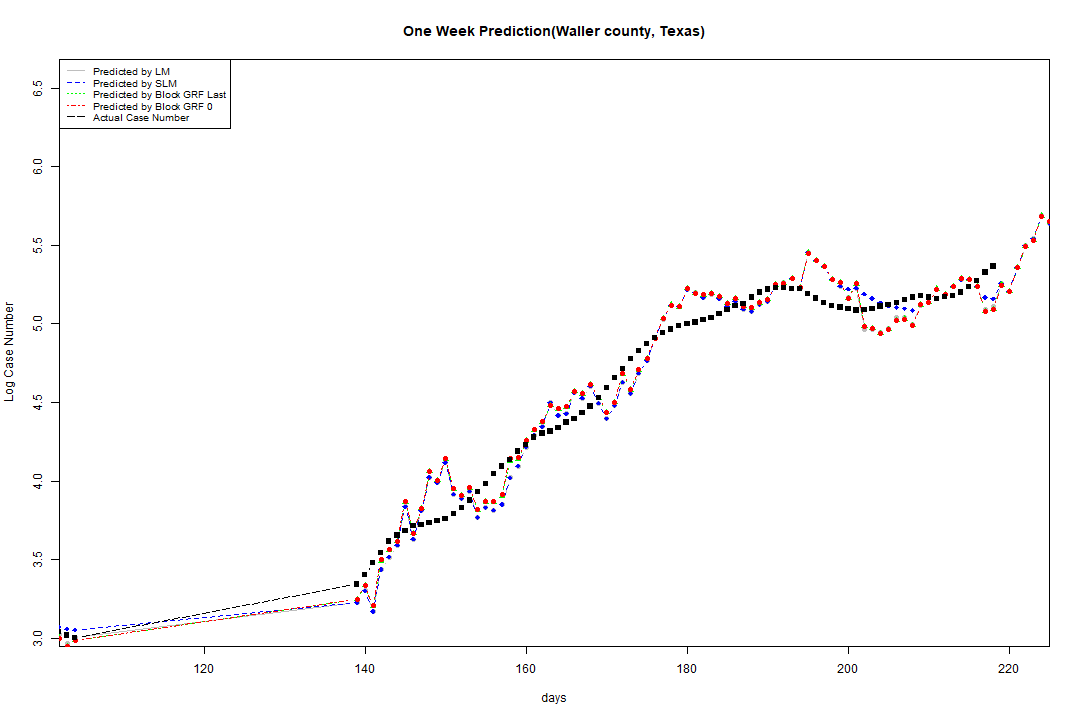 One Week Prediction(Waller county, Texas)
Predicted by LM
Predicted by SLM
Predicted by Block GRF Last
Predicted by Block GRF 0
Actual Case Number
Log Case Number
6.5
6.0
5.5
5.0
4.5
4.0
3.5
3.0
120 140 160 180 200 220
days